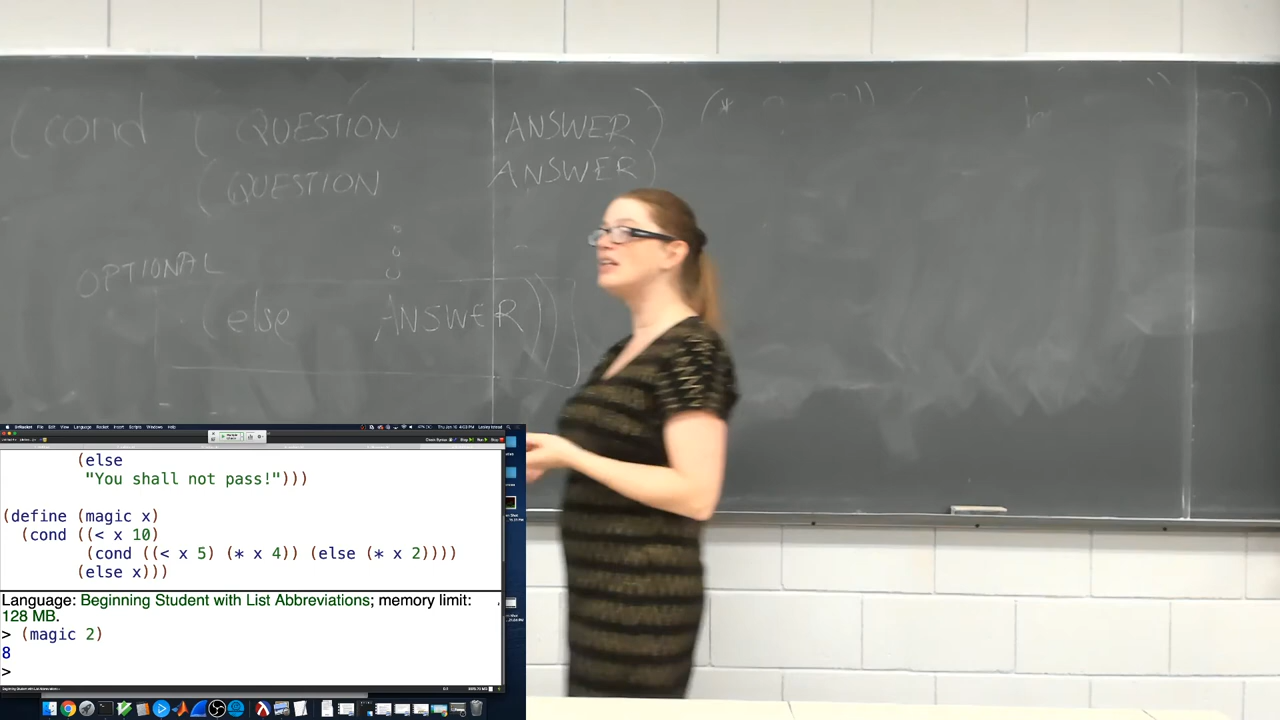 (cond ( QUESTION ANSWER) (*
( QUESTION ANSWER)
OPTIONAL
(else ANSWER))
(else
"You shall not pass!")))
(define (magic x)
(cond ((< x 10)
(cond ((< x 5) (* x 4)) (else (* x 2))))
(else x)))
Language: Beginning Student with List Abbreviations; memory limit:
128 MB.
> (magic 2)
8
>